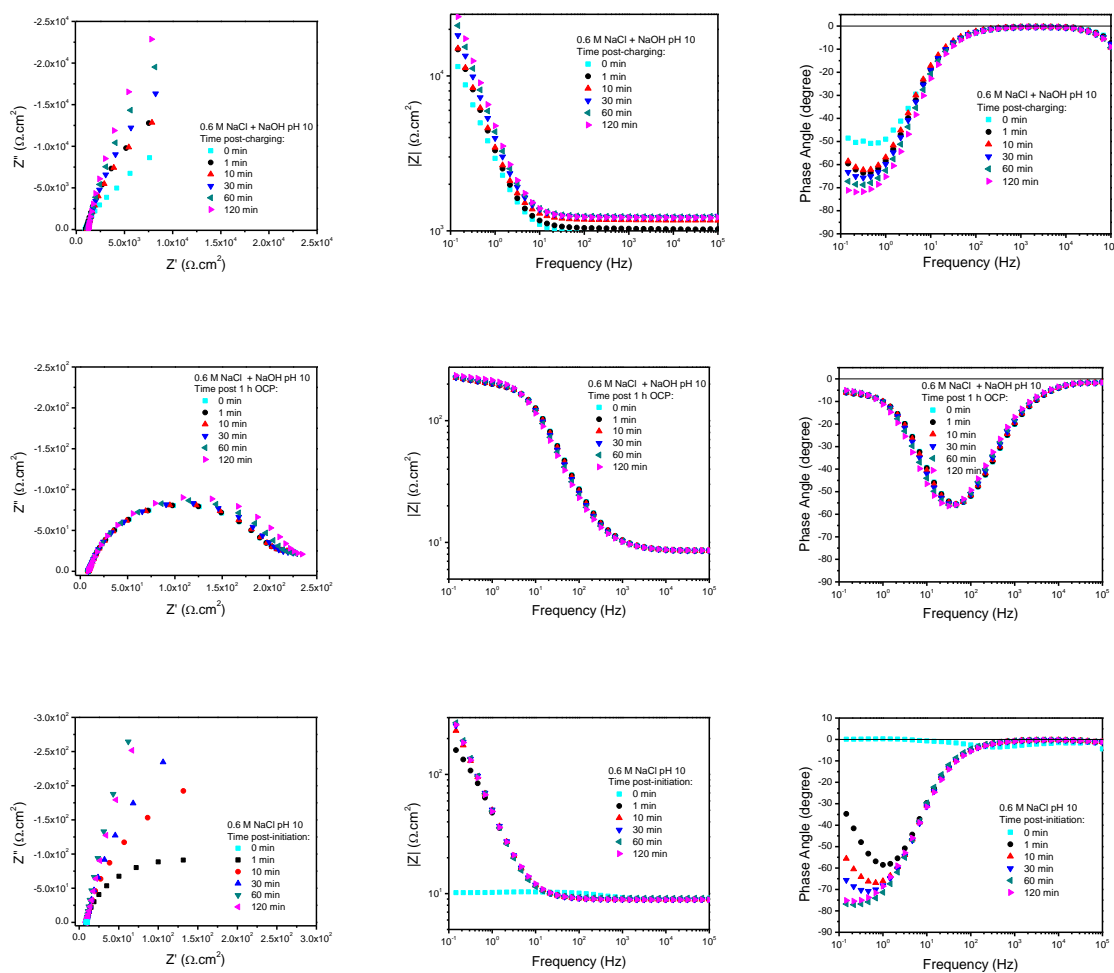 -2.5x10⁴
-2.0x10⁴
-1.5x10⁴
-1.0x10⁴
-5.0x10³
0.0
Z'' (Ω.cm²)
0.6 M NaCl + NaOH pH 10
Time post-charging:
0 min
1 min
10 min
30 min
60 min
120 min
0.0 5.0x10³ 1.0x10⁴ 1.5x10⁴ 2.0x10⁴ 2.5x10⁴
Z' (Ω.cm²)
10⁴
10³
|Z| (Ω.cm²)
0.6 M NaCl + NaOH pH 10
Time post-charging:
0 min
1 min
10 min
30 min
60 min
120 min
10⁻¹ 10⁰ 10¹ 10² 10³ 10⁴ 10⁵
Frequency (Hz)
0
-10
-20
-30
-40
-50
-60
-70
-80
-90
Phase Angle (degree)
0.6 M NaCl + NaOH pH 10
Time post-charging:
0 min
1 min
10 min
30 min
60 min
120 min
10⁻¹ 10⁰ 10¹ 10² 10³ 10⁴ 10
Frequency (Hz)
-2.5x10²
-2.0x10²
-1.5x10²
-1.0x10²
-5.0x10¹
0.0
Z'' (Ω.cm²)
0.6 M NaCl + NaOH pH 10
Time post 1 h OCP:
0 min
1 min
10 min
30 min
60 min
120 min
0.0 5.0x10¹ 1.0x10² 1.5x10² 2.0x10² 2.5x10²
Z' (Ω.cm²)
10²
10¹
|Z| (Ω.cm²)
0.6 M NaCl + NaOH pH 10
Time post 1 h OCP:
0 min
1 min
10 min
30 min
60 min
120 min
10⁻¹ 10⁰ 10¹ 10² 10³ 10⁴ 10⁵
Frequency (Hz)
0
-10
-20
-30
-40
-50
-60
-70
-80
-90
Phase Angle (degree)
0.6 M NaCl + NaOH pH 10
Time post 1 h OCP:
0 min
1 min
10 min
30 min
60 min
120 min
10⁻¹ 10⁰ 10¹ 10² 10³ 10⁴ 10⁵
Frequency (Hz)
-3.0x10²
-2.5x10²
-2.0x10²
-1.5x10²
-1.0x10²
-5.0x10¹
0.0
Z'' (Ω.cm²)
0.6 M NaCl pH 10
Time post-initiation:
0 min
1 min
10 min
30 min
60 min
120 min
0.0 5.0x10¹ 1.0x10² 1.5x10² 2.0x10² 2.5x10² 3.0x10²
Z' (Ω.cm²)
10²
10¹
|Z| (Ω.cm²)
0.6 M NaCl pH 10
Time post-initiation:
0 min
1 min
10 min
30 min
60 min
120 min
10⁻¹ 10⁰ 10¹ 10² 10³ 10⁴ 10⁵
Frequency (Hz)
10
0
-10
-20
-30
-40
-50
-60
-70
-80
-90
Phase Angle (degree)
0.6 M NaCl pH 10
Time post-initiation:
0 min
1 min
10 min
30 min
60 min
120 min
10⁻¹ 10⁰ 10¹ 10² 10³ 10⁴ 10⁵
Frequency (Hz)